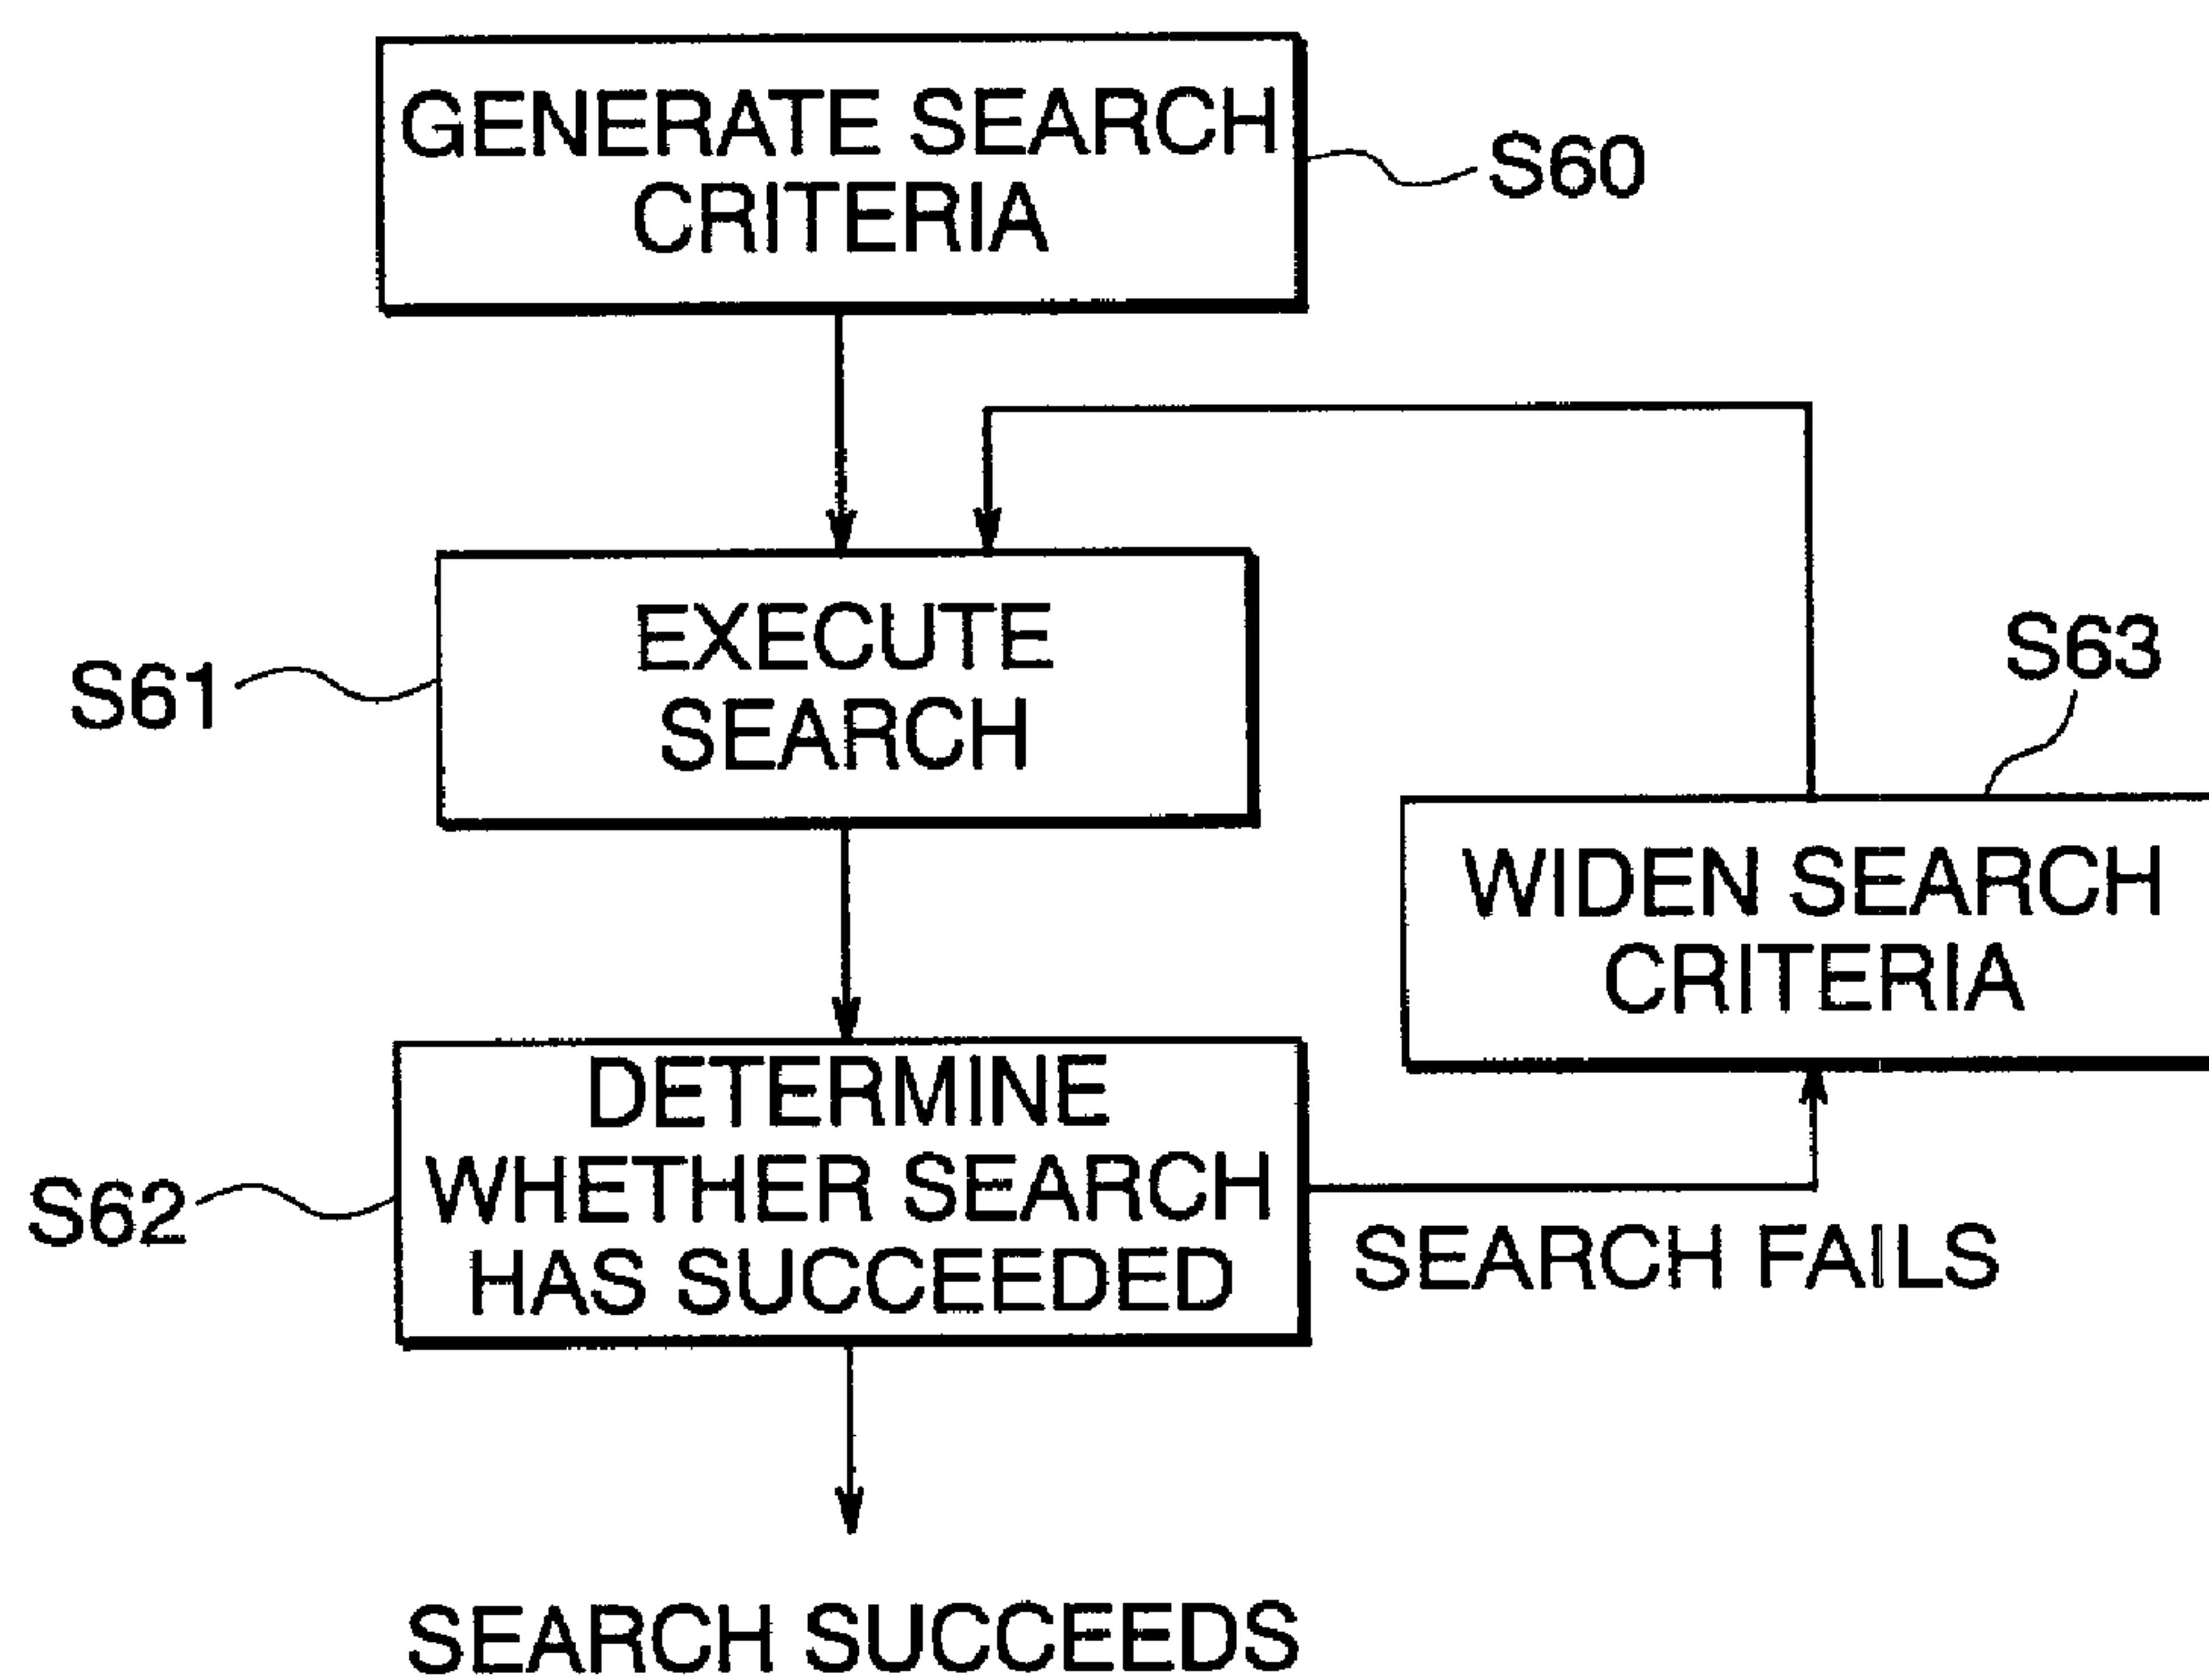 GENERATE SEARCH
CRITERIA
S60
EXECUTE
SEARCH
S61
S63
WIDEN SEARCH
CRITERIA
DETERMINE
WHETHER SEARCH
HAS SUCCEEDED
S62
SEARCH FAILS
SEARCH SUCCEEDS